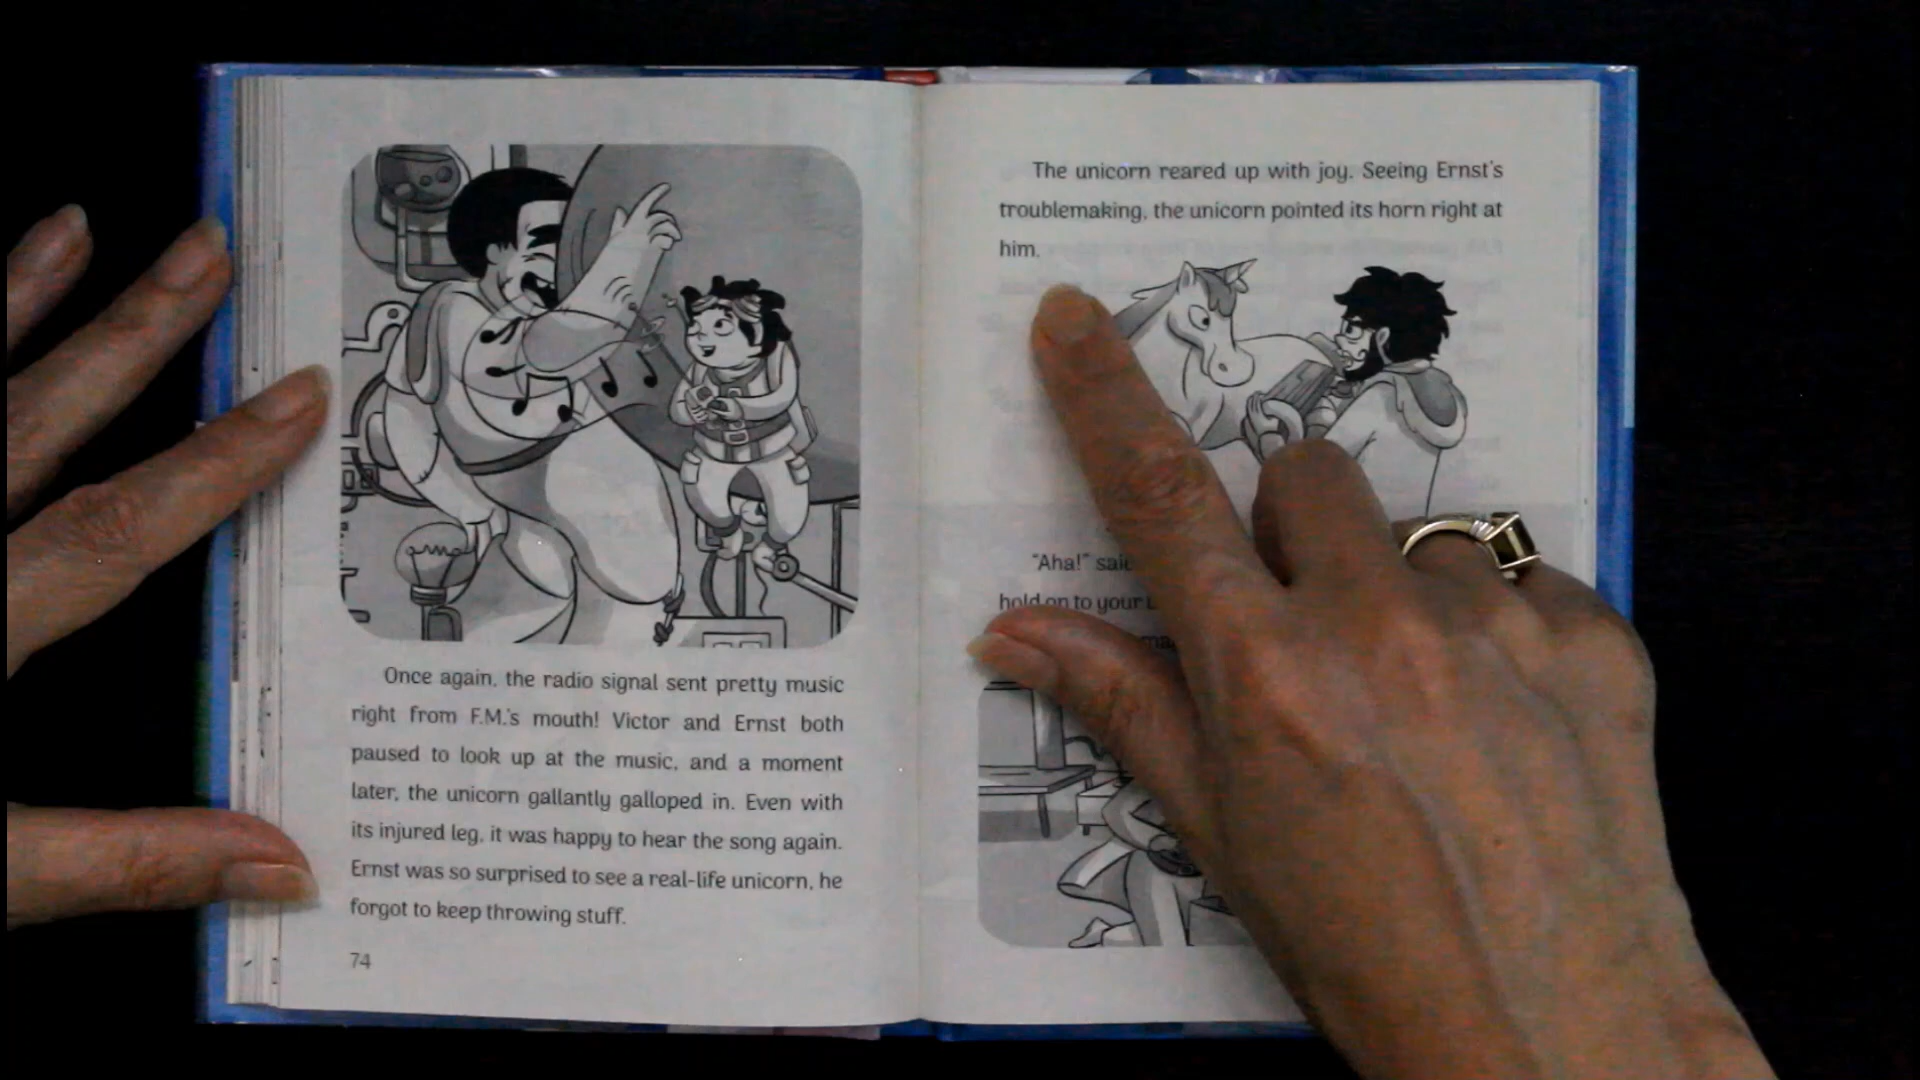 Once again, the radio signal sent pretty music
right from F.M.'s mouth! Victor and Ernst both
paused to look up at the music, and a moment
later, the unicorn gallantly galloped in. Even with
its injured leg, it was happy to hear the song again.
Ernst was so surprised to see a real-life unicorn, he
forgot to keep throwing stuff.
74
The unicorn reared up with joy. Seeing Ernst's
troublemaking, the unicorn pointed its horn right at
him.
"Aha!"
hold on to your